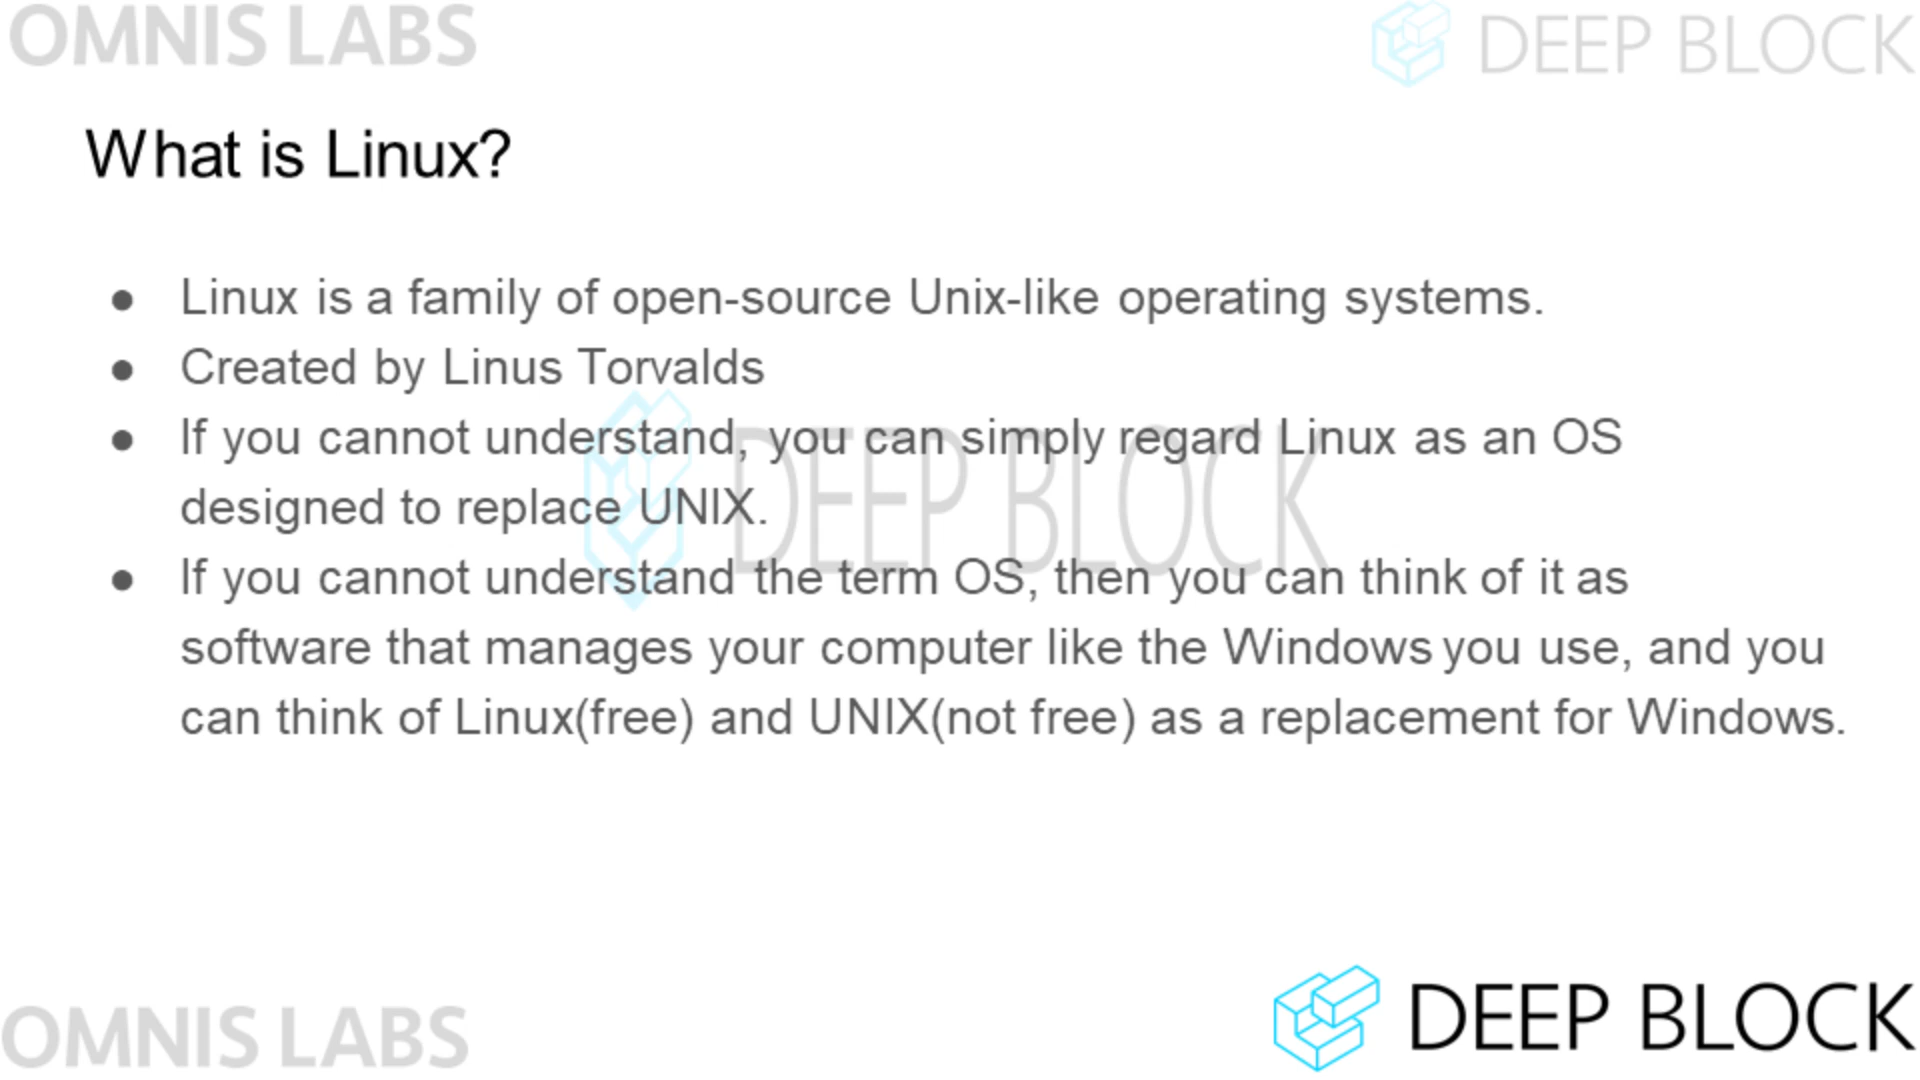 OMNIS LABS
DEEP BLOCK
What is Linux?
● Linux is a family of open-source Unix-like operating systems.
● Created by Linus Torvalds
● If you cannot understand, you can simply regard Linux as an OS
designed to replace UNIX.
DEEP BLOCK
● If you cannot understand the term OS, then you can think of it as
software that manages your computer like the Windows you use, and you
can think of Linux(free) and UNIX(not free) as a replacement for Windows.
OMNIS LABS
DEEP BLOCK